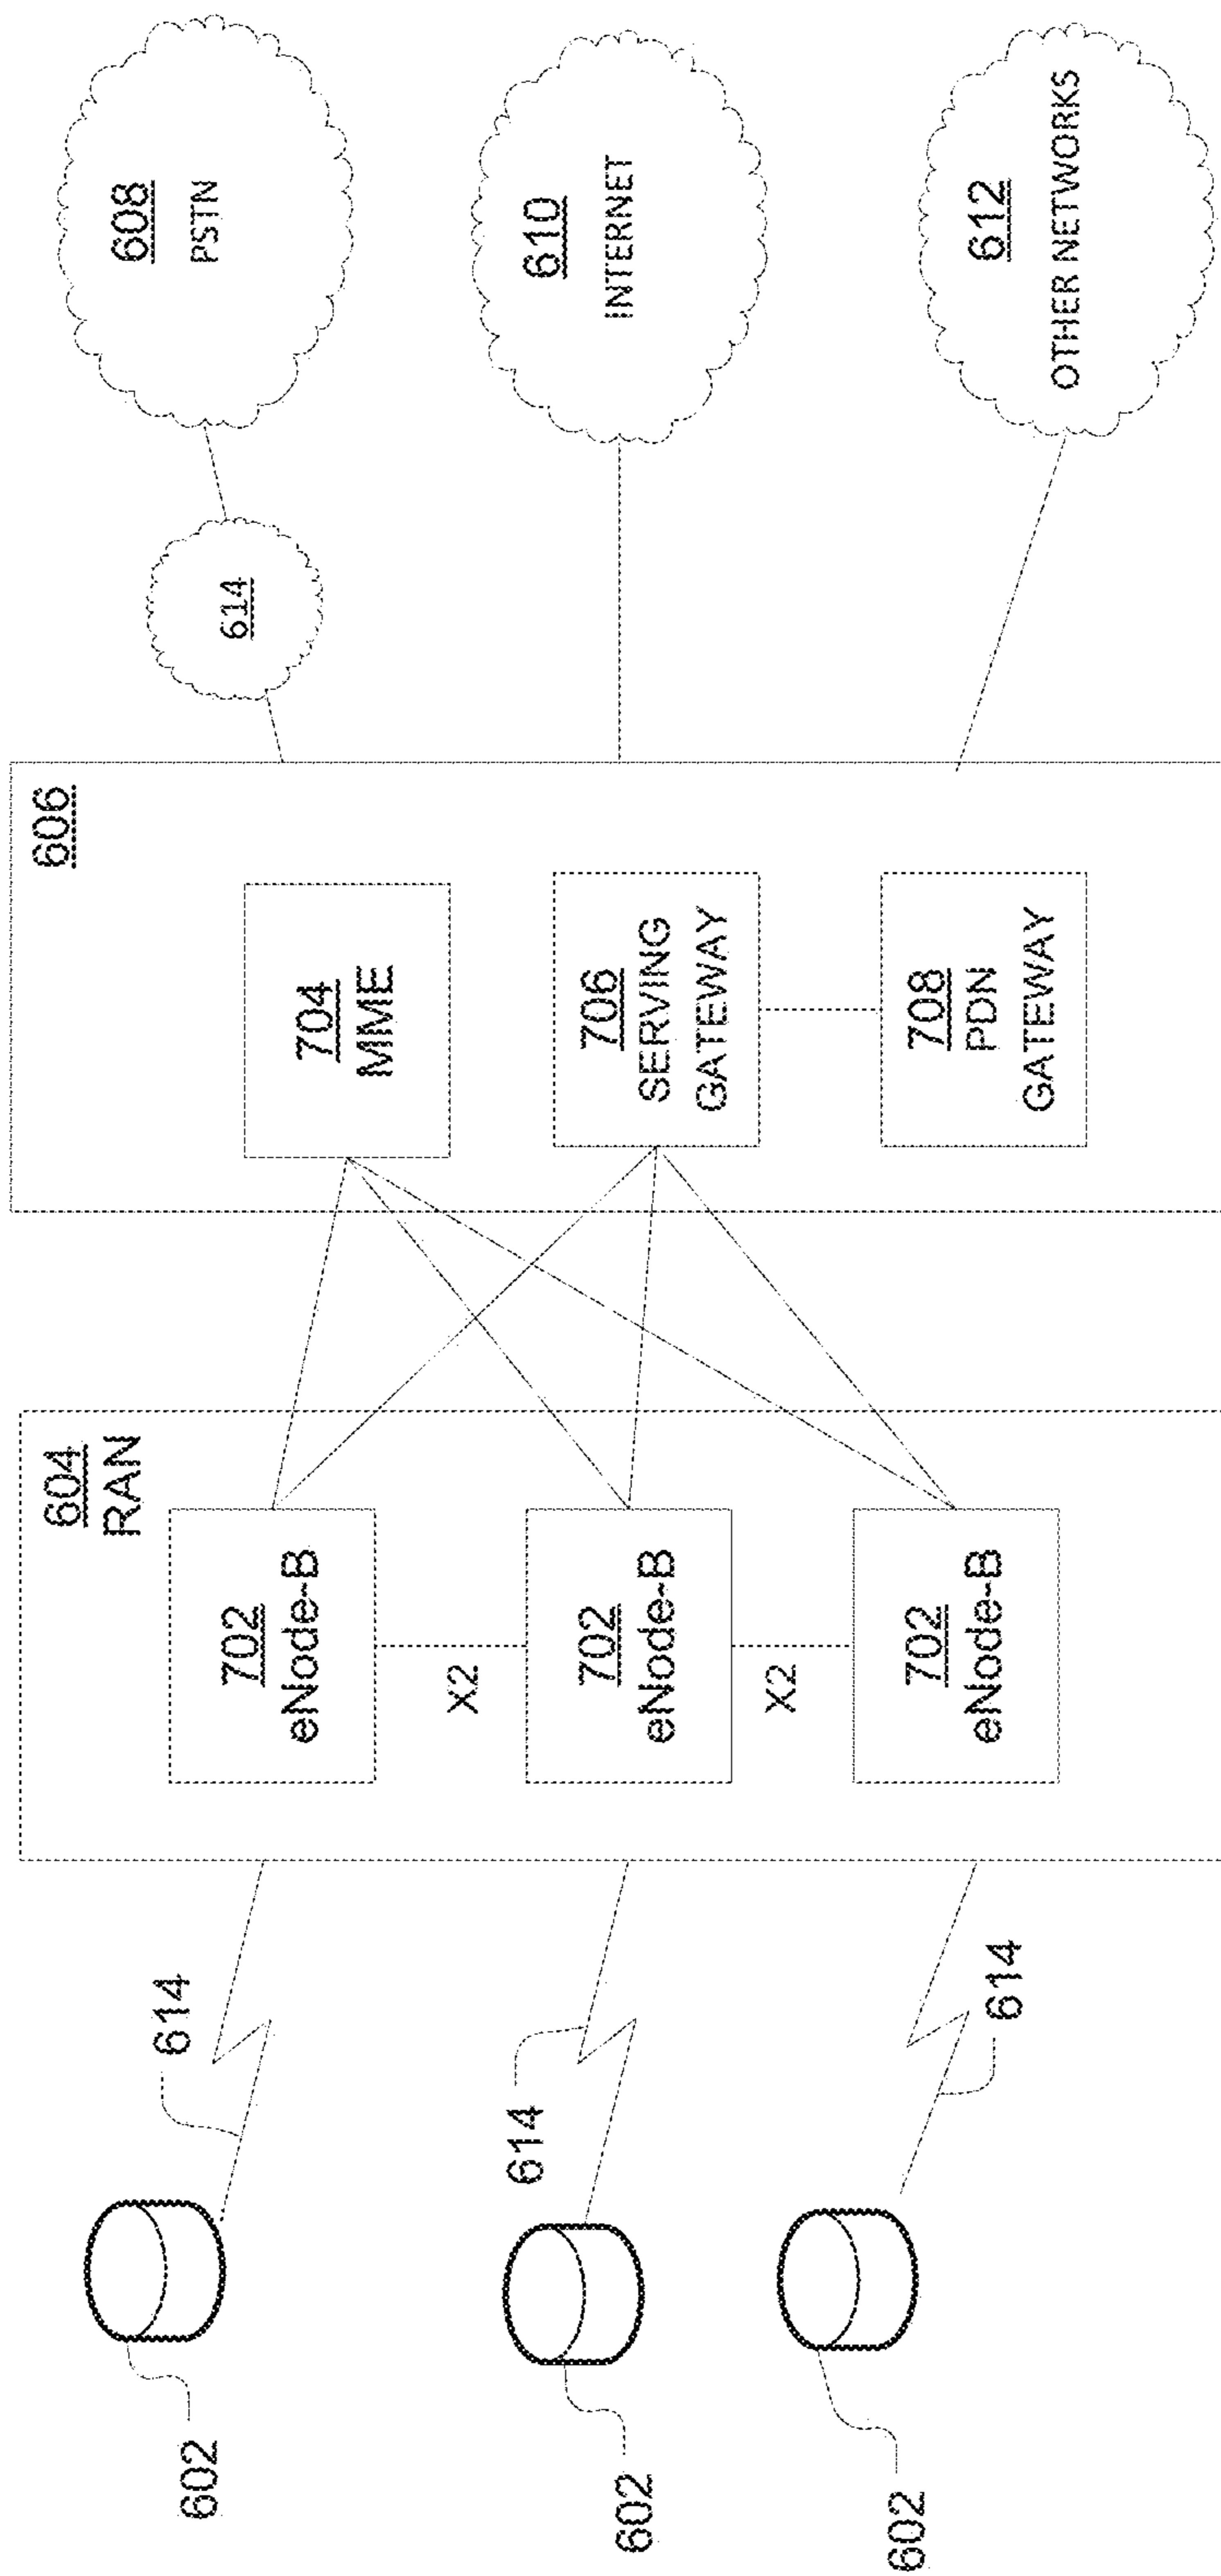 602
602
602
614
614
614
604
RAN
702
eNode-B
X2
702
eNode-B
X2
702
eNode-B
606
704
MME
706
SERVING
GATEWAY
708
PDN
GATEWAY
614
608
PSTN
610
INTERNET
612
OTHER NETWORKS